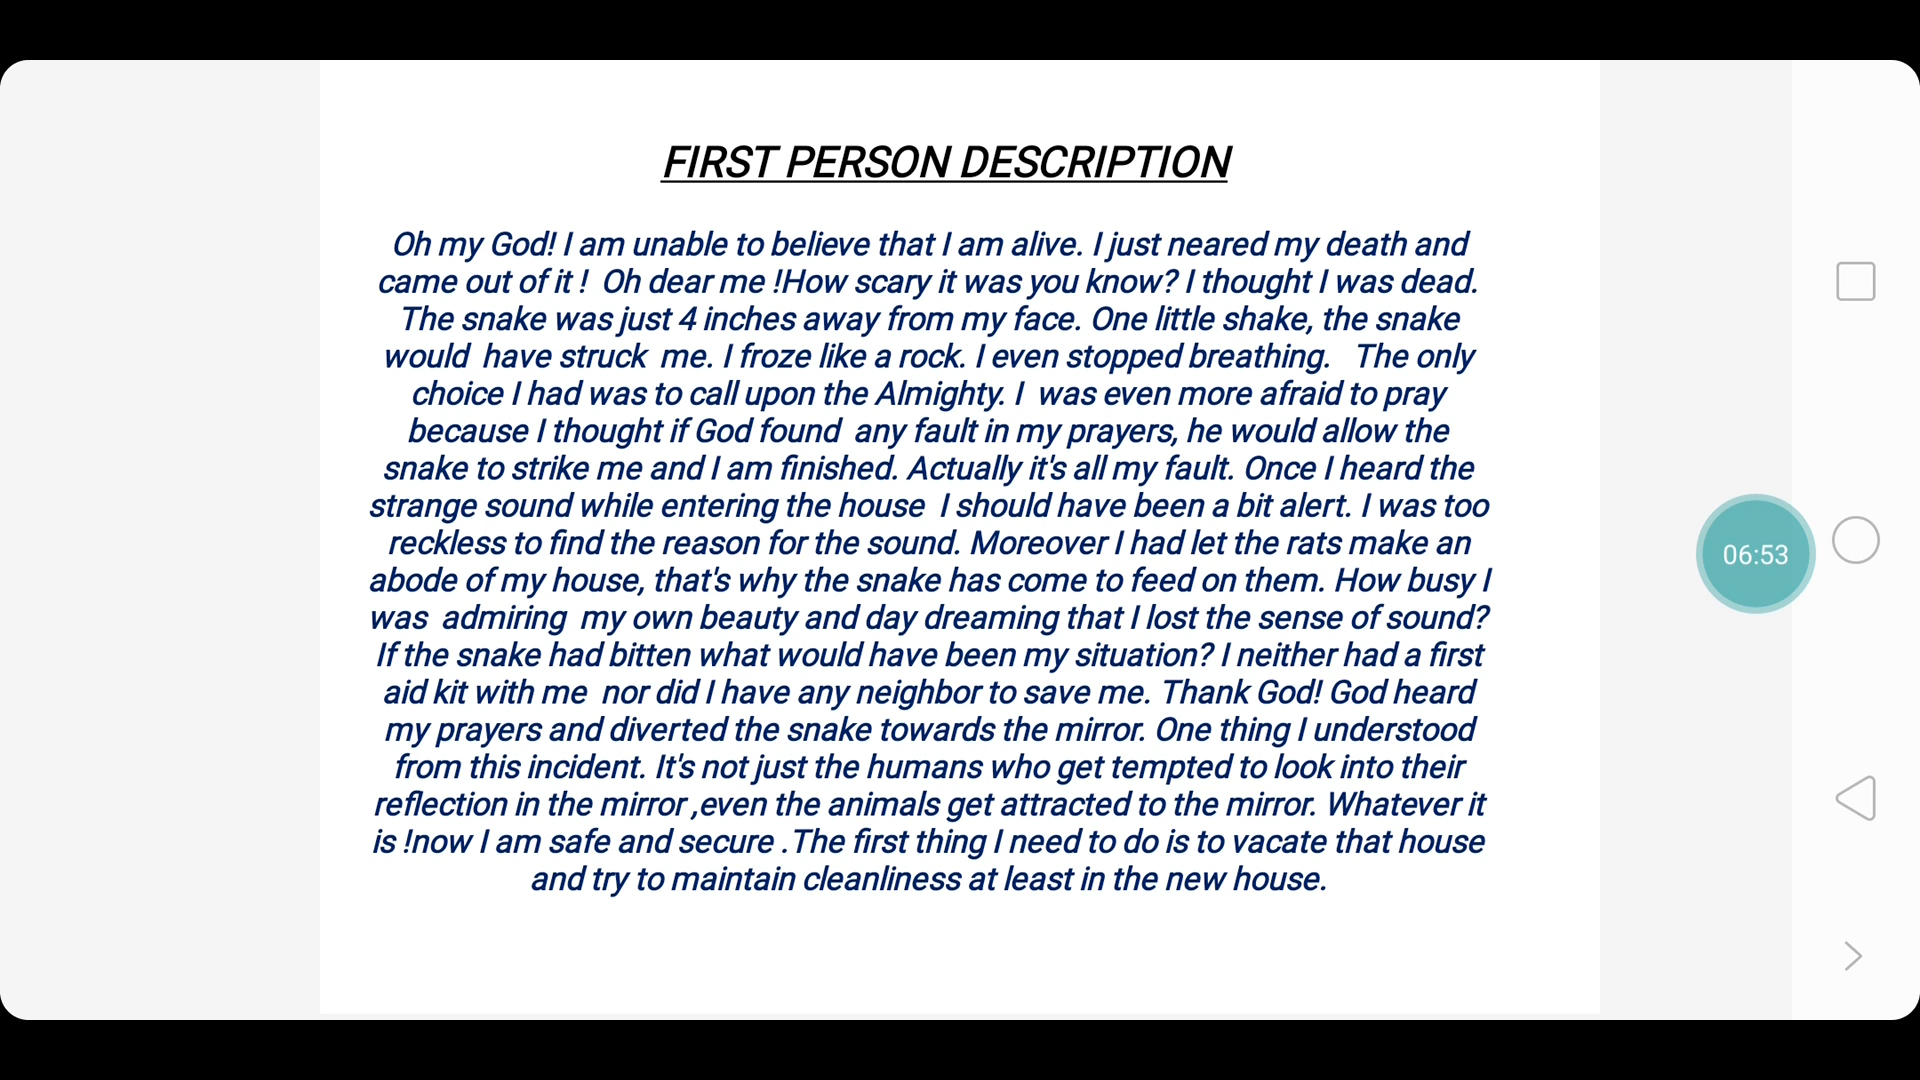 FIRST PERSON DESCRIPTION
Oh my God! I am unable to believe that I am alive. I just neared my death and
came out of it !  Oh dear me !How scary it was you know? I thought I was dead.
The snake was just 4 inches away from my face. One little shake, the snake
would  have struck  me. I froze like a rock. I even stopped breathing.   The only
choice I had was to call upon the Almighty. I  was even more afraid to pray
because I thought if God found  any fault in my prayers, he would allow the
snake to strike me and I am finished. Actually it's all my fault. Once I heard the
strange sound while entering the house  I should have been a bit alert. I was too
reckless to find the reason for the sound. Moreover I had let the rats make an
abode of my house, that's why the snake has come to feed on them. How busy I
was  admiring  my own beauty and day dreaming that I lost the sense of sound?
If the snake had bitten what would have been my situation? I neither had a first
aid kit with me  nor did I have any neighbor to save me. Thank God! God heard
my prayers and diverted the snake towards the mirror. One thing I understood
from this incident. It's not just the humans who get tempted to look into their
reflection in the mirror ,even the animals get attracted to the mirror. Whatever it
is !now I am safe and secure .The first thing I need to do is to vacate that house
and try to maintain cleanliness at least in the new house.
06:53